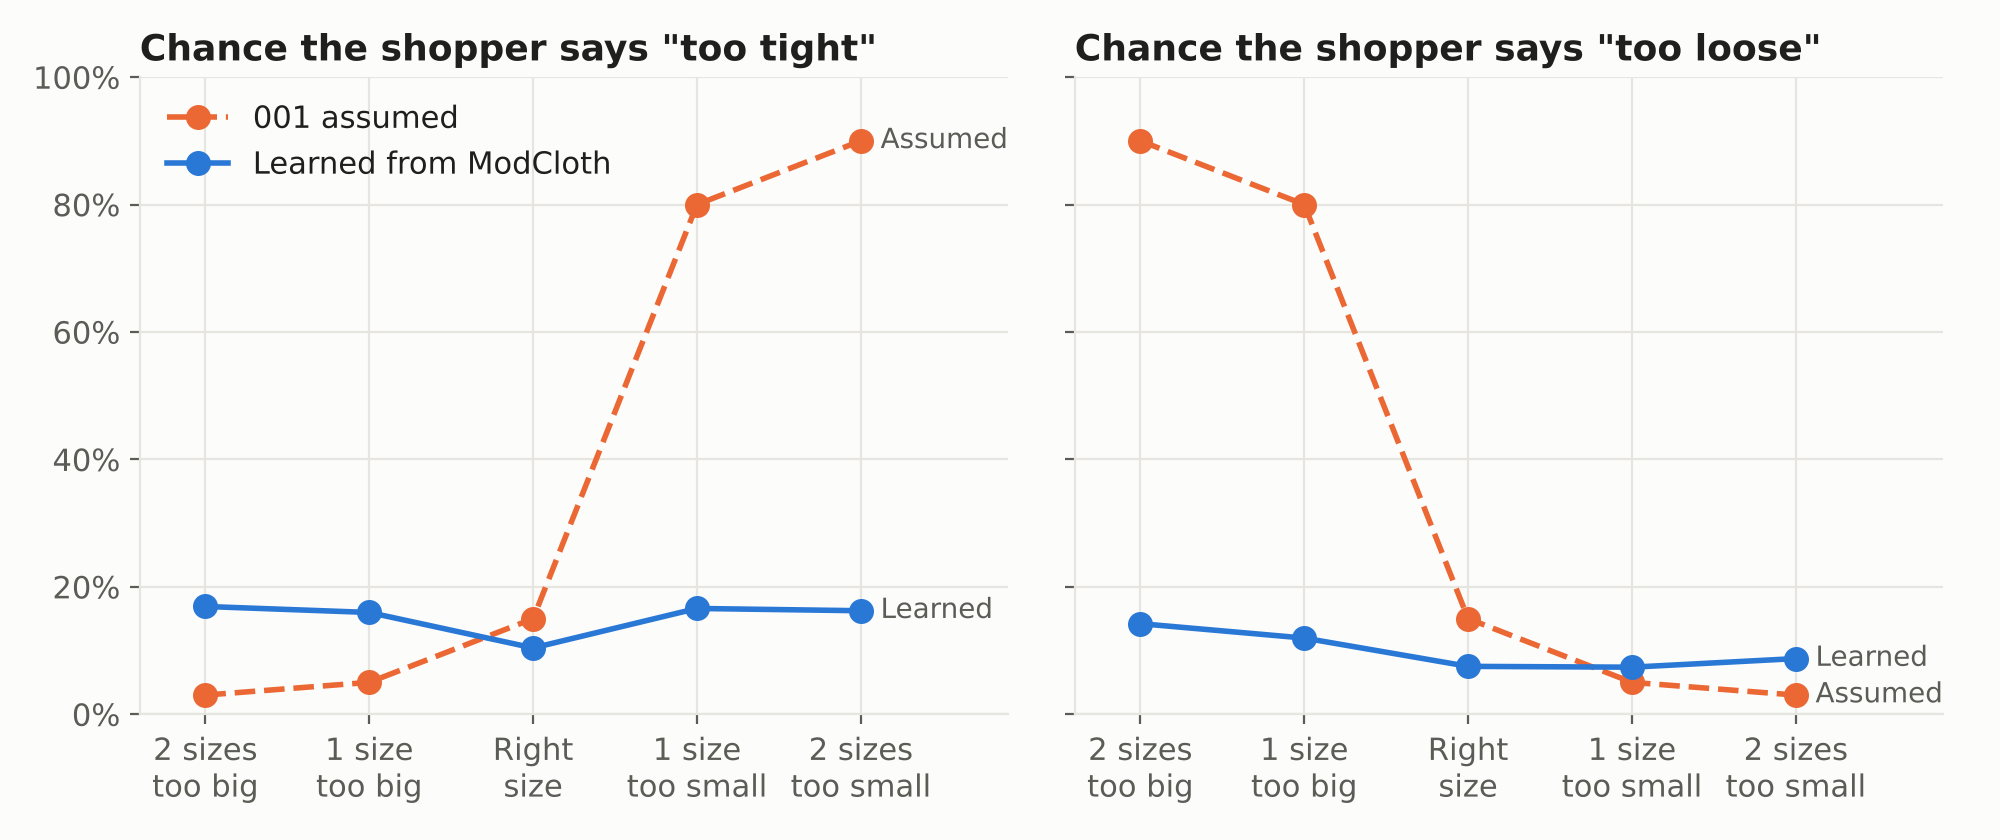 Chance the shopper says "too tight"
100%
80%
60%
40%
20%
0%
001 assumed
Learned from ModCloth
Assumed
Learned
2 sizes
too big
1 size
too big
Right
size
1 size
too small
2 sizes
too small
Chance the shopper says "too loose"
Learned
Assumed
2 sizes
too big
1 size
too big
Right
size
1 size
too small
2 sizes
too small